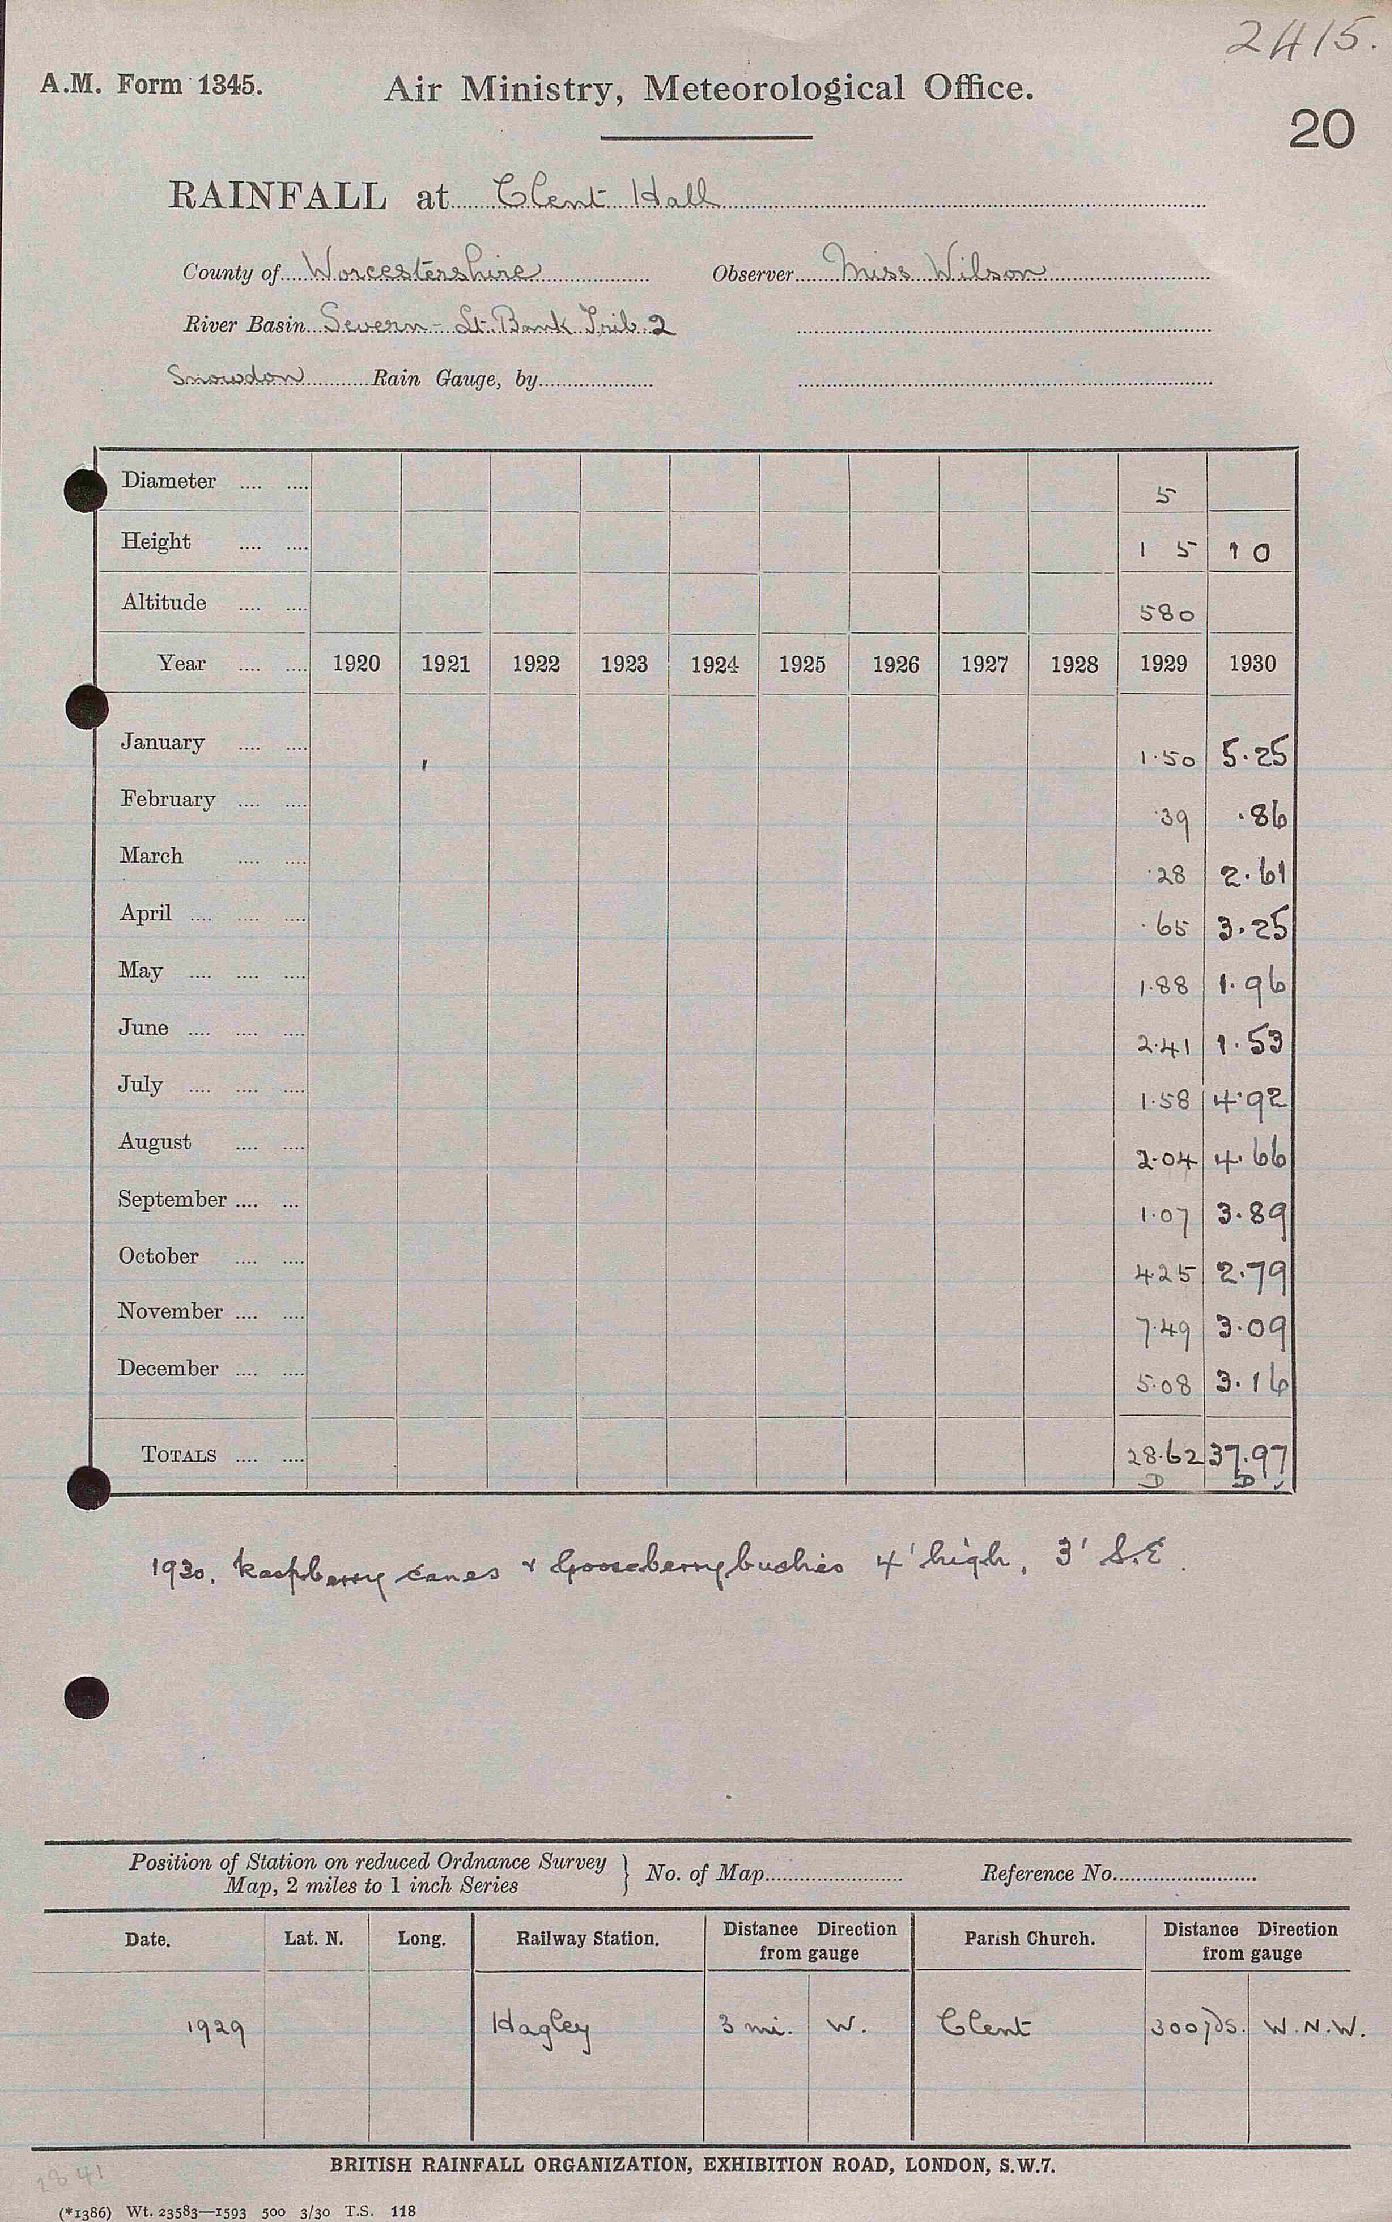 2415.
A.M. Form 1345. Air Ministry, Meteorological Office.
20
RAINFALL at Clent Hall
County of Worcestershire Observer Miss Wilson
River Basin Severn - Lt. Bank Trib. 2
Snowdon Rain Gauge, by
Diameter 5
Height 1 5 10
Altitude 580
Year 1920 1921 1922 1923 1924 1925 1926 1927 1928 1929 1930
January 1.50 5.25
February .39 .86
March .28 2.61
April .65 3.25
May 1.88 1.96
June 2.41 1.53
July 1.58 4.92
August 2.04 4.66
September 1.07 3.89
October 4.25 2.79
November 7.49 3.09
December 5.08 3.16
TOTALS 28.62 37.97
D D
1930. Raspberry canes & Gooseberry bushes 4' high, 3' S.E.
Position of Station on reduced Ordnance Survey
Map, 2 miles to 1 inch Series } No. of Map Reference No.
Date. Lat. N. Long. Railway Station. Distance Direction from gauge Parish Church. Distance Direction from gauge
1929 Hagley 3 mi. W. Clent 300 yds. W.N.W.
BRITISH RAINFALL ORGANIZATION, EXHIBITION ROAD, LONDON, S.W.7.
1841
(*1386) Wt. 23583—1593 500 3/30 T.S. 118